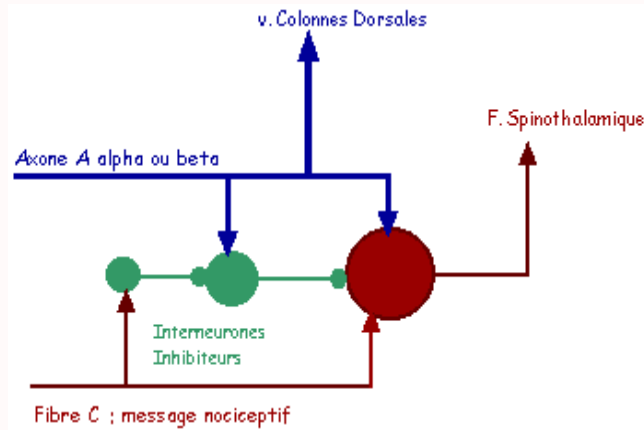 v. Colonnes Dorsales
F. Spinothalamique
Axone A alpha ou beta
Interneurones
Inhibiteurs
Fibre C : message nociceptif